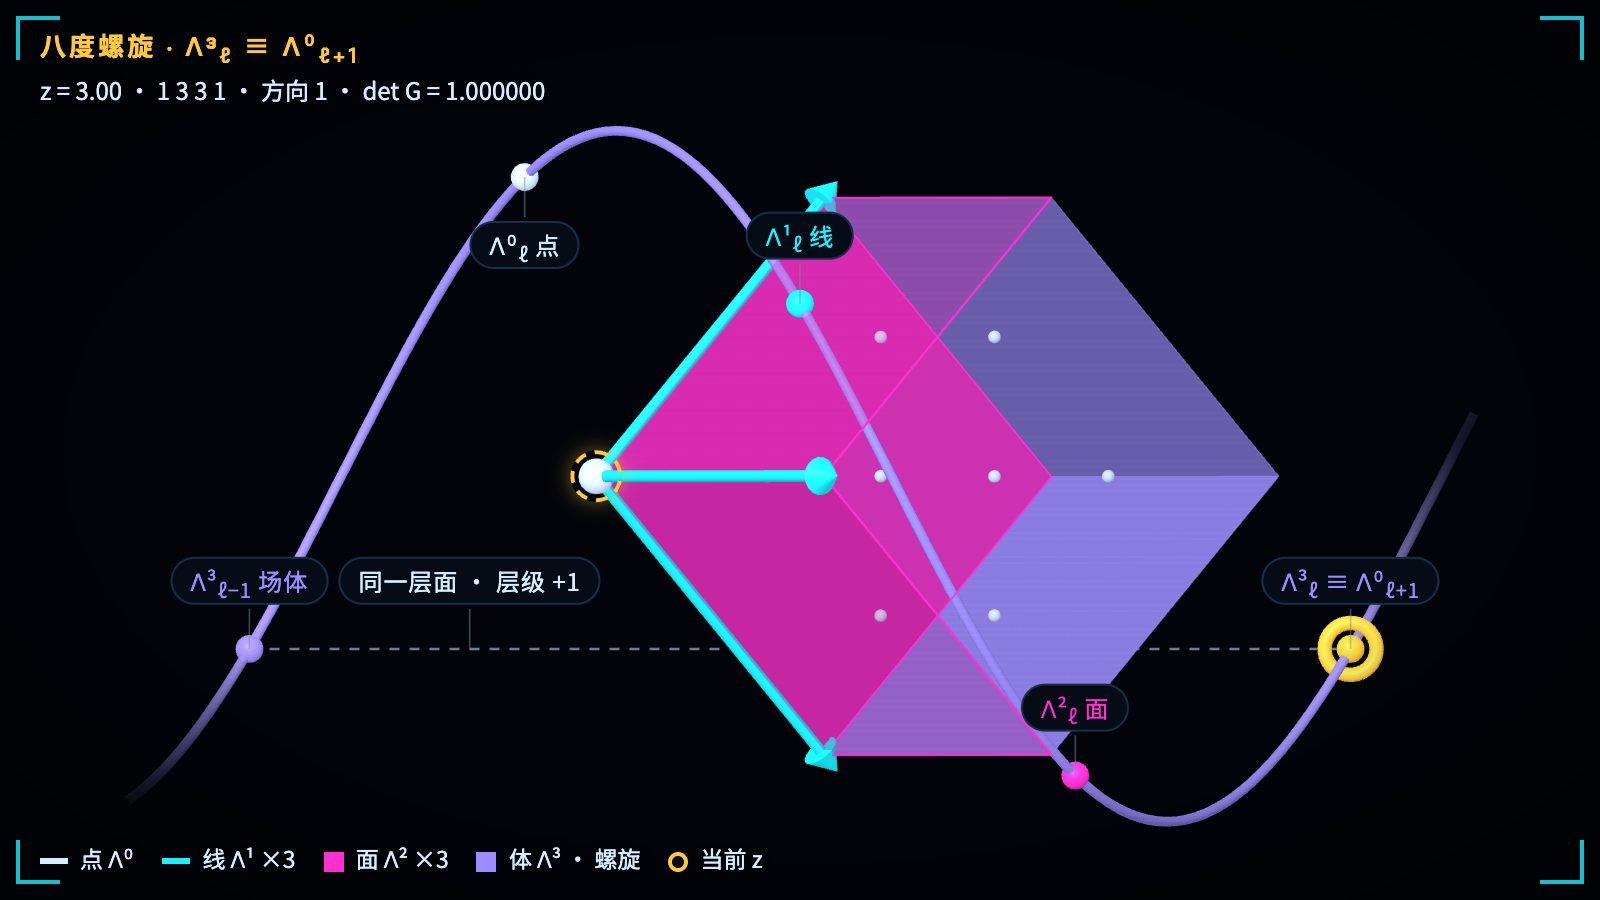 八度螺旋 · Λ³ℓ ≡ Λ⁰ℓ₊₁
z = 3.00 · 1 3 3 1 · 方向 1 · det G = 1.000000
Λ⁰ℓ 点
Λ¹ℓ 线
Λ³ℓ₋₁ 场体
同一层面 · 层级 +1
Λ³ℓ ≡ Λ⁰ℓ₊₁
Λ²ℓ 面
点 Λ⁰ 线 Λ¹ ×3 面 Λ² ×3 体 Λ³ · 螺旋 当前 z